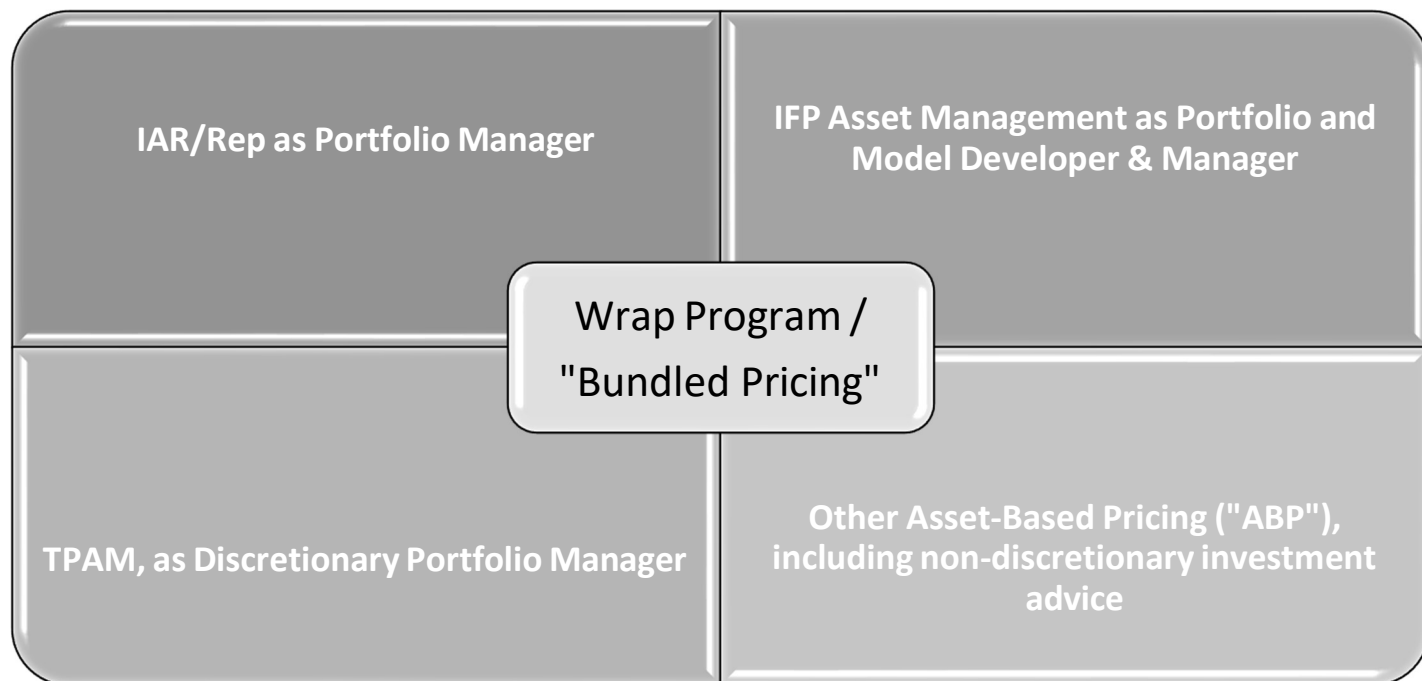 IAR/Rep as Portfolio Manager
IFP Asset Management as Portfolio and
Model Developer & Manager
Wrap Program /
"Bundled Pricing"
TPAM, as Discretionary Portfolio Manager
Other Asset-Based Pricing ("ABP"),
including non-discretionary investment
advice